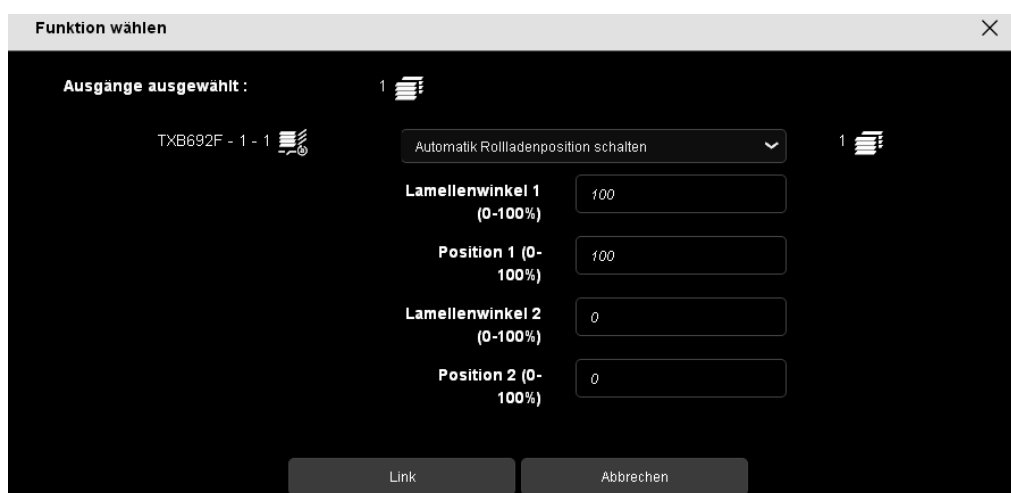 Funktion wählen
Ausgänge ausgewählt :
1
TXB692F - 1 - 1
Automatik Rollladenposition schalten
1
Lamellenwinkel 1
(0-100%)
100
Position 1 (0-
100%)
100
Lamellenwinkel 2
(0-100%)
0
Position 2 (0-
100%)
0
Link
Abbrechen